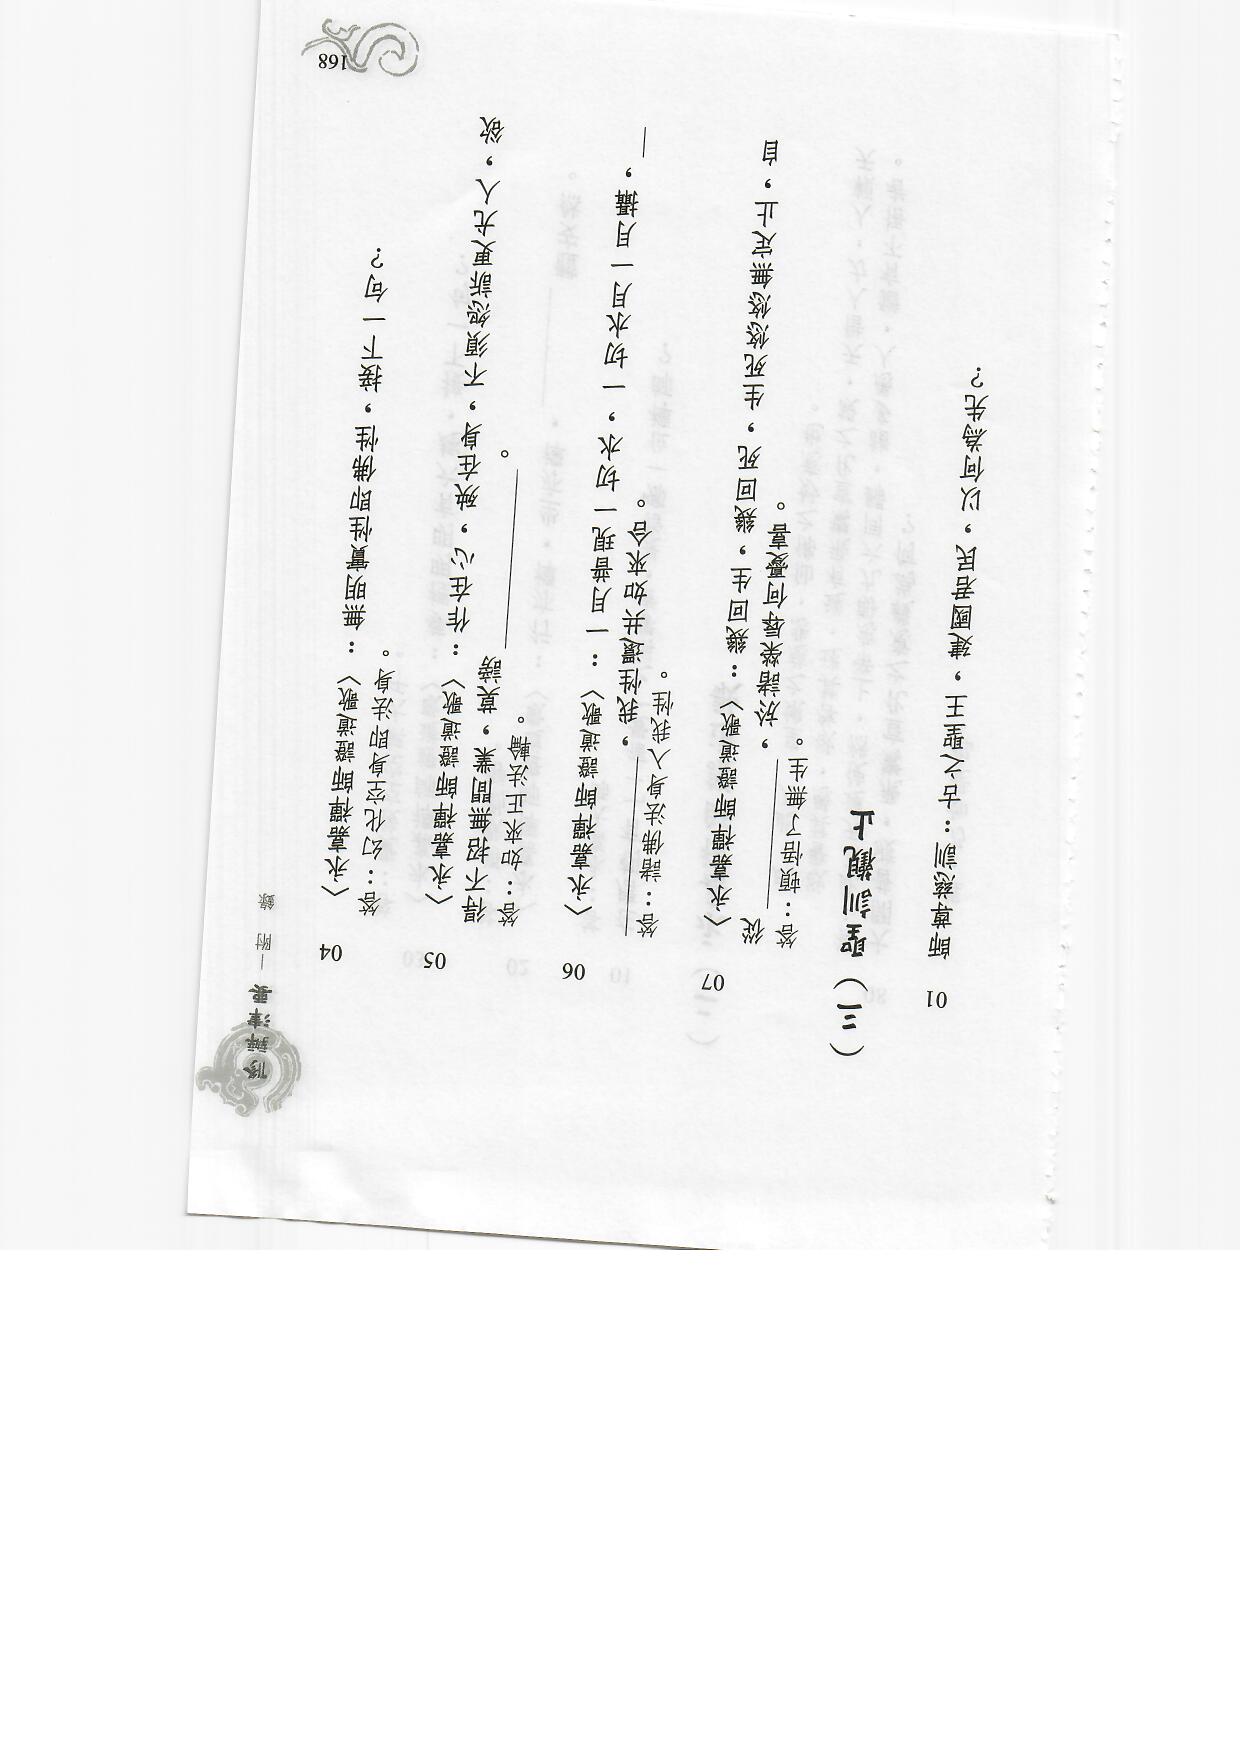 修辦津要－附錄
04 〈永嘉禪師證道歌〉：無明實性即佛性，接下一句？
答：幻化空身即法身。
05 〈永嘉禪師證道歌〉：作在心，殃在身，不須怨訴更尤人，欲
得不招無間業，莫謗＿＿＿＿＿。
答：如來正法輪。
06 〈永嘉禪師證道歌〉：一月普現一切水，一切水月一月攝，＿
＿＿＿＿＿，我性還共如來合。
答：諸佛法身入我性。
07 〈永嘉禪師證道歌〉：幾回生，幾回死，生死悠悠無定止，自
從＿＿＿＿，於諸榮辱何憂喜。
答：頓悟了無生。
（三）聖訓觀止
01 師尊慈訓：古之聖王，建國君民，以何為先？
168